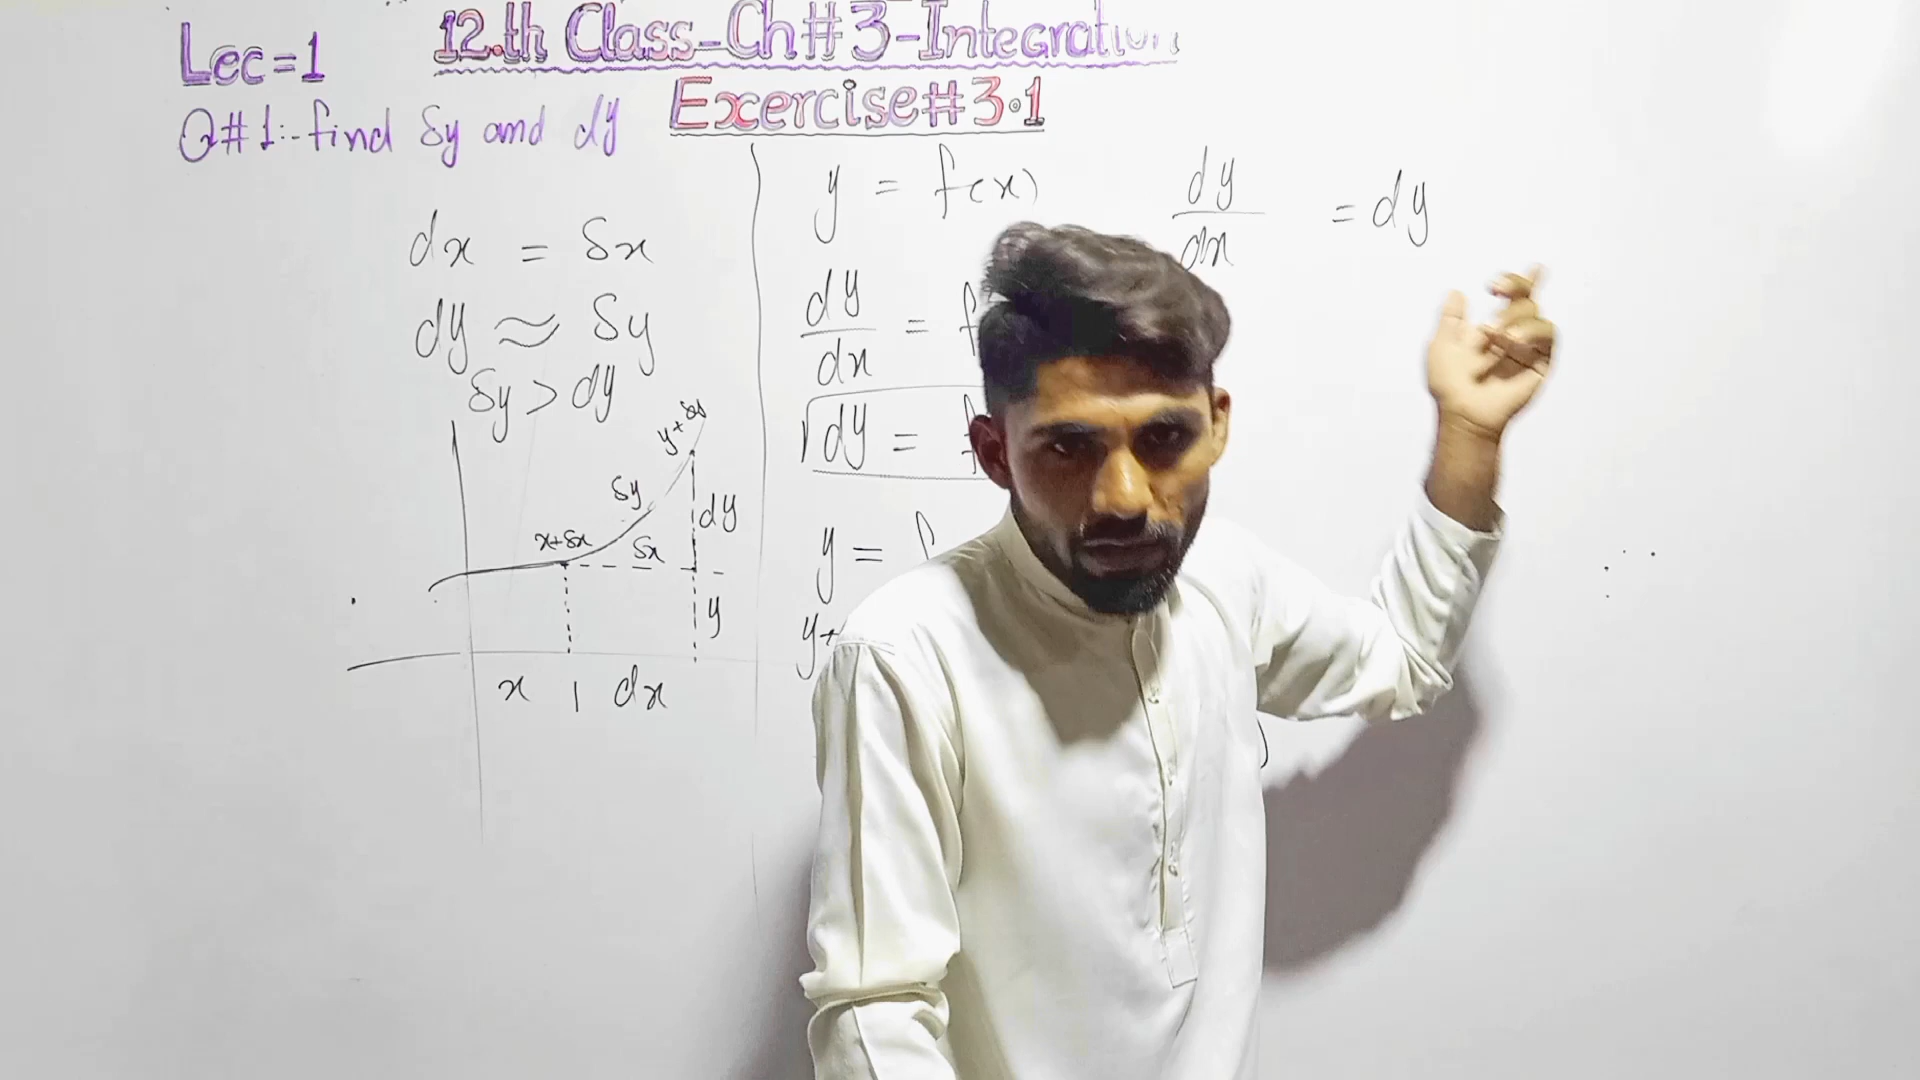 Lec=1
12.th Class-Ch#3-Integration
Exercise#3.1
Q#1:-find δy and dy
dx = δx
dy ≈ δy
δy > dy
y+δy
δy
dy
x+δx
δx
y
x | dx
y = f(x)
dy/dx = f
dy = f
y = f
y+
dy/dx = dy